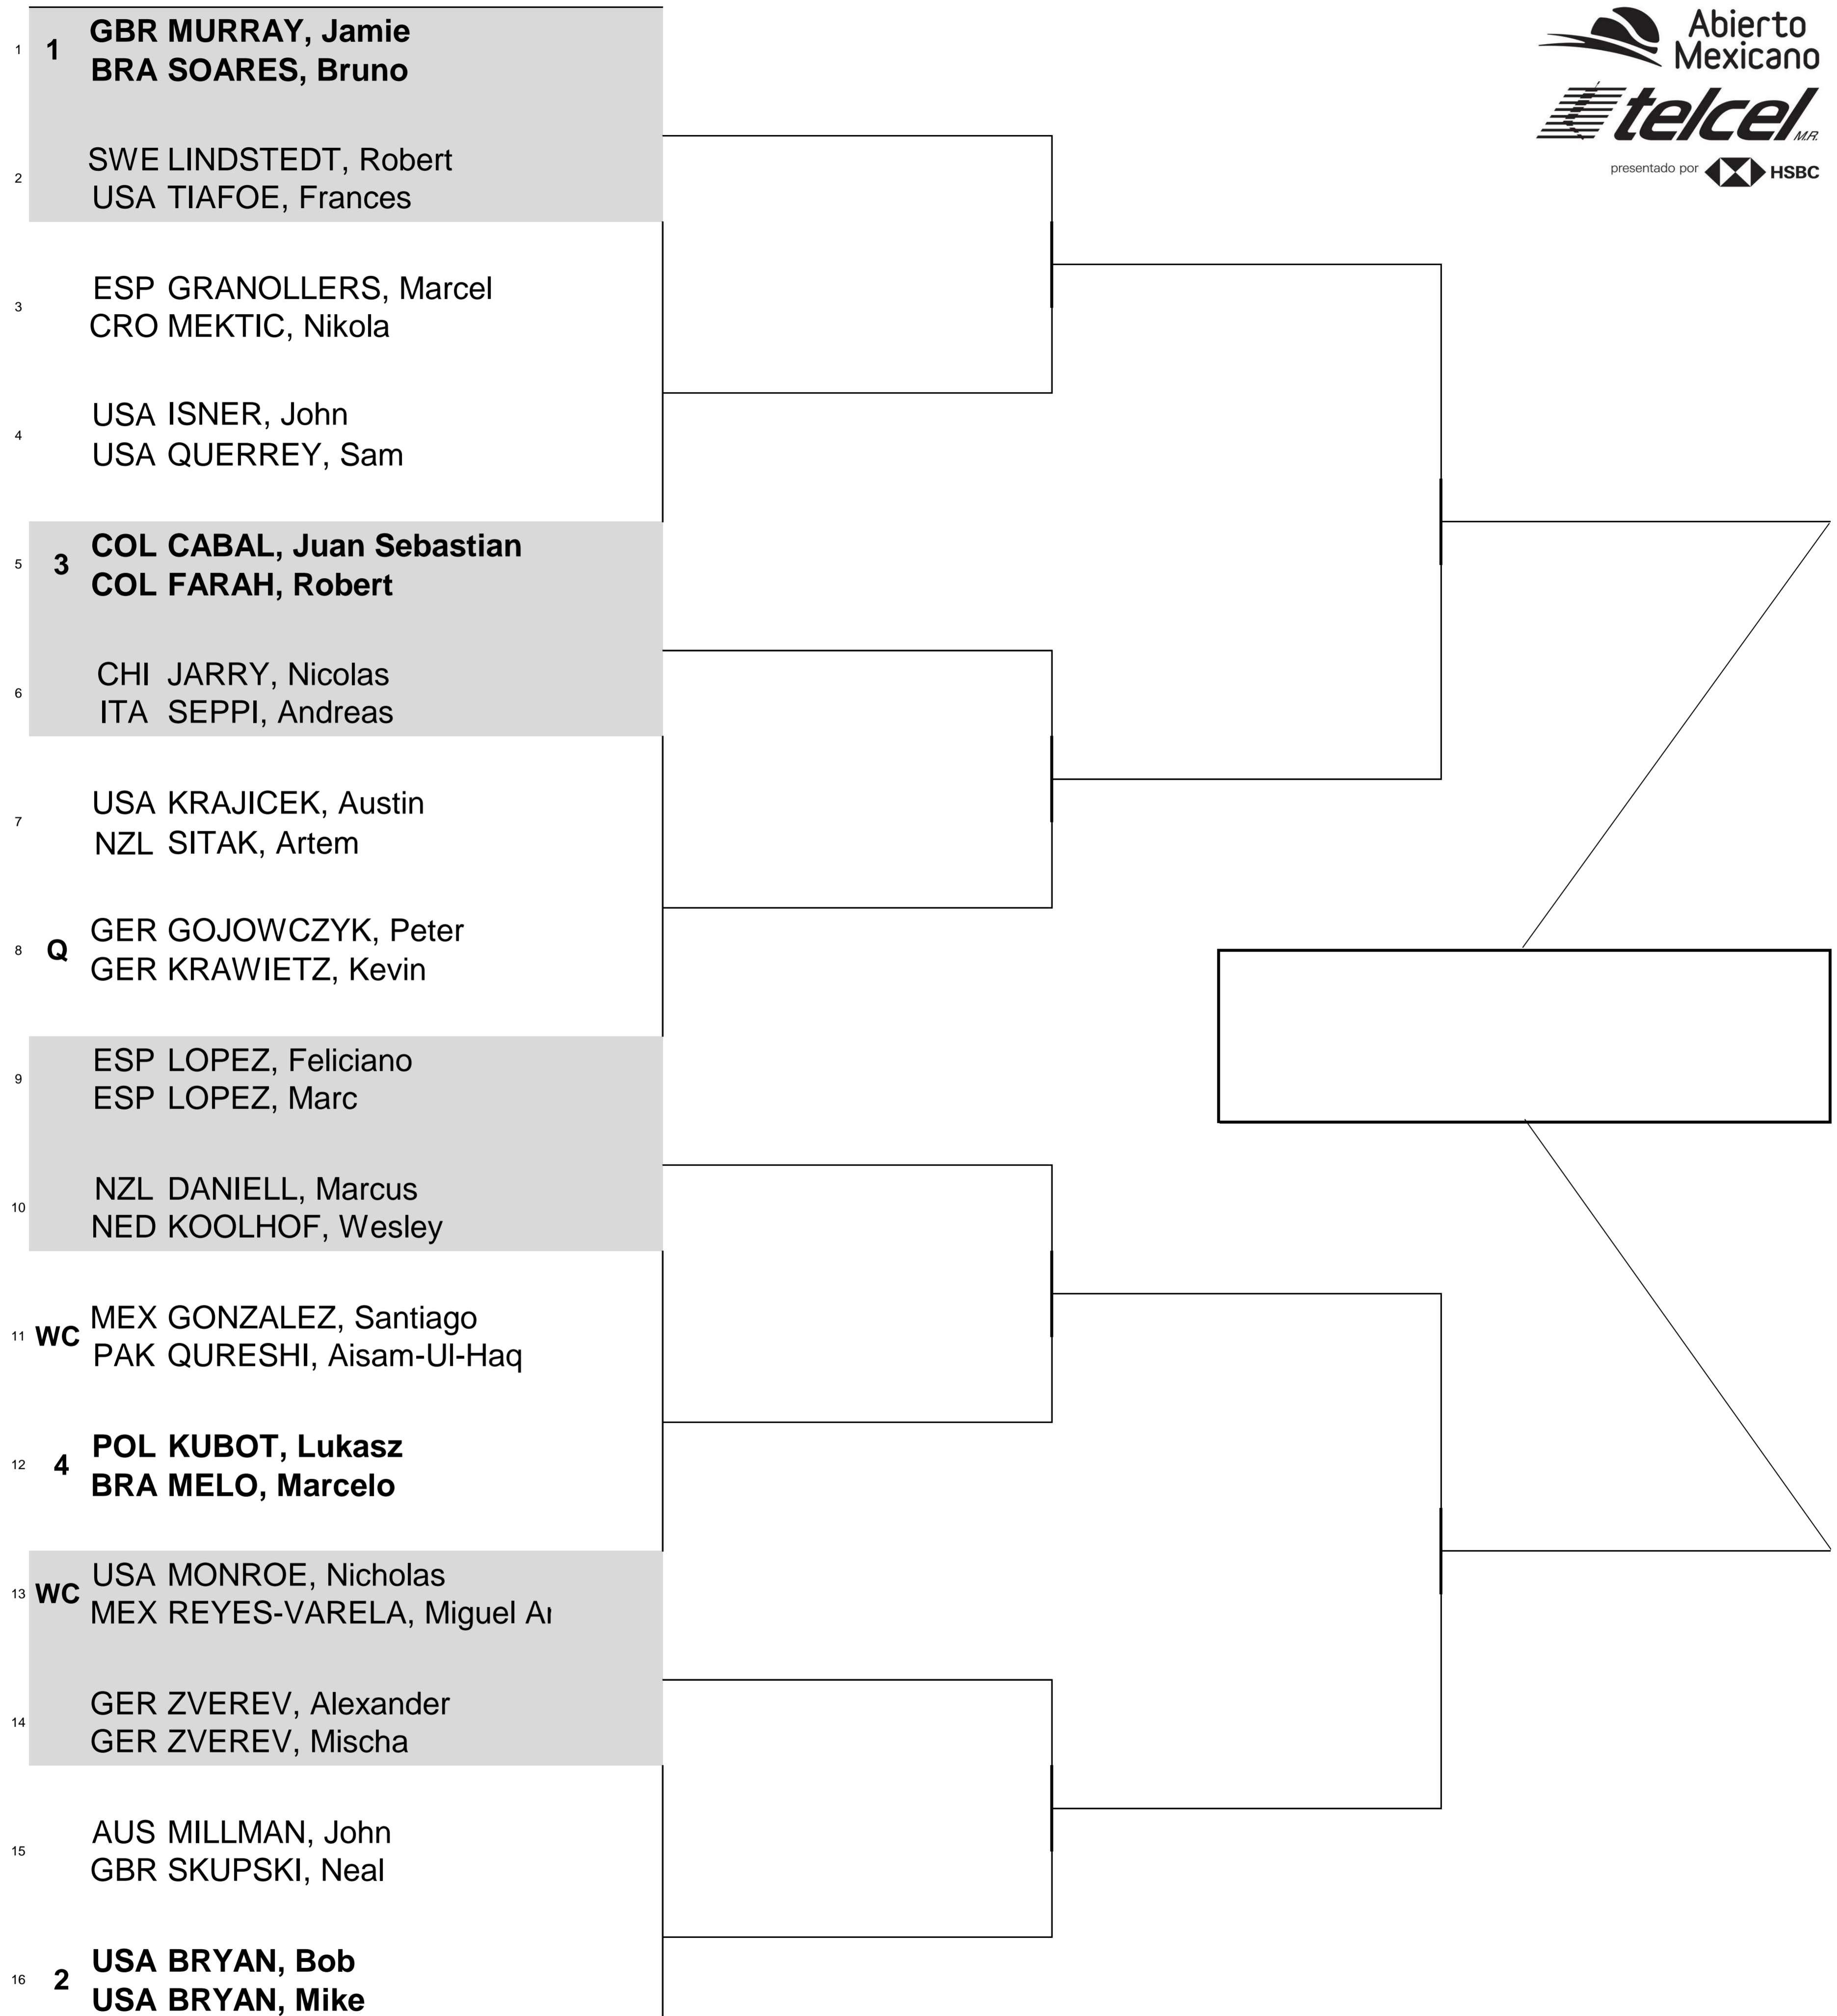 1 1 GBR MURRAY, Jamie
BRA SOARES, Bruno
2 SWE LINDSTEDT, Robert
USA TIAFOE, Frances
3 ESP GRANOLLERS, Marcel
CRO MEKTIC, Nikola
4 USA ISNER, John
USA QUERREY, Sam
5 3 COL CABAL, Juan Sebastian
COL FARAH, Robert
6 CHI JARRY, Nicolas
ITA SEPPI, Andreas
7 USA KRAJICEK, Austin
NZL SITAK, Artem
8 Q GER GOJOWCZYK, Peter
GER KRAWIETZ, Kevin
9 ESP LOPEZ, Feliciano
ESP LOPEZ, Marc
10 NZL DANIELL, Marcus
NED KOOLHOF, Wesley
11 WC MEX GONZALEZ, Santiago
PAK QURESHI, Aisam-Ul-Haq
12 4 POL KUBOT, Lukasz
BRA MELO, Marcelo
13 WC USA MONROE, Nicholas
MEX REYES-VARELA, Miguel
14 GER ZVEREV, Alexander
GER ZVEREV, Mischa
15 AUS MILLMAN, John
GBR SKUPSKI, Neal
16 2 USA BRYAN, Bob
USA BRYAN, Mike
Abierto
Mexicano
telcel M.R.
presentado por HSBC